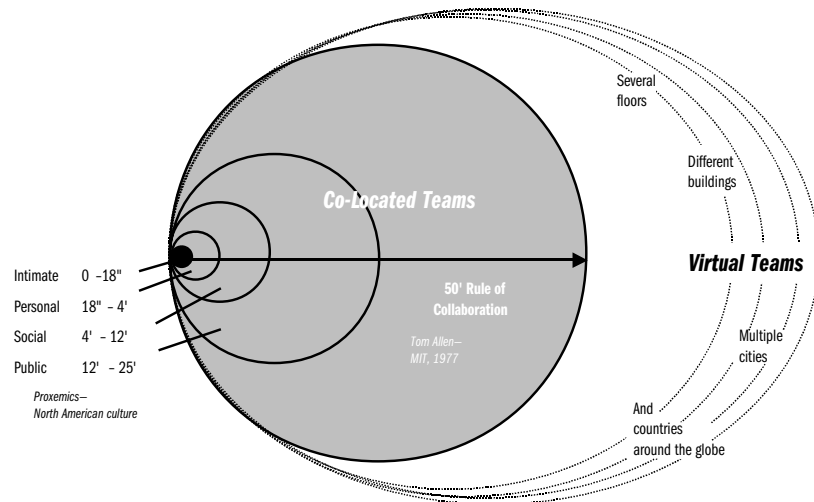 Several
floors
Different
buildings
Co-Located Teams
Virtual Teams
Intimate 0 –18"
Personal 18" – 4'
Social 4' – 12'
Public 12' – 25'
Proxemics—
North American culture
50' Rule of
Collaboration
Tom Allen—
MIT, 1977
Multiple
cities
And
countries
around the globe